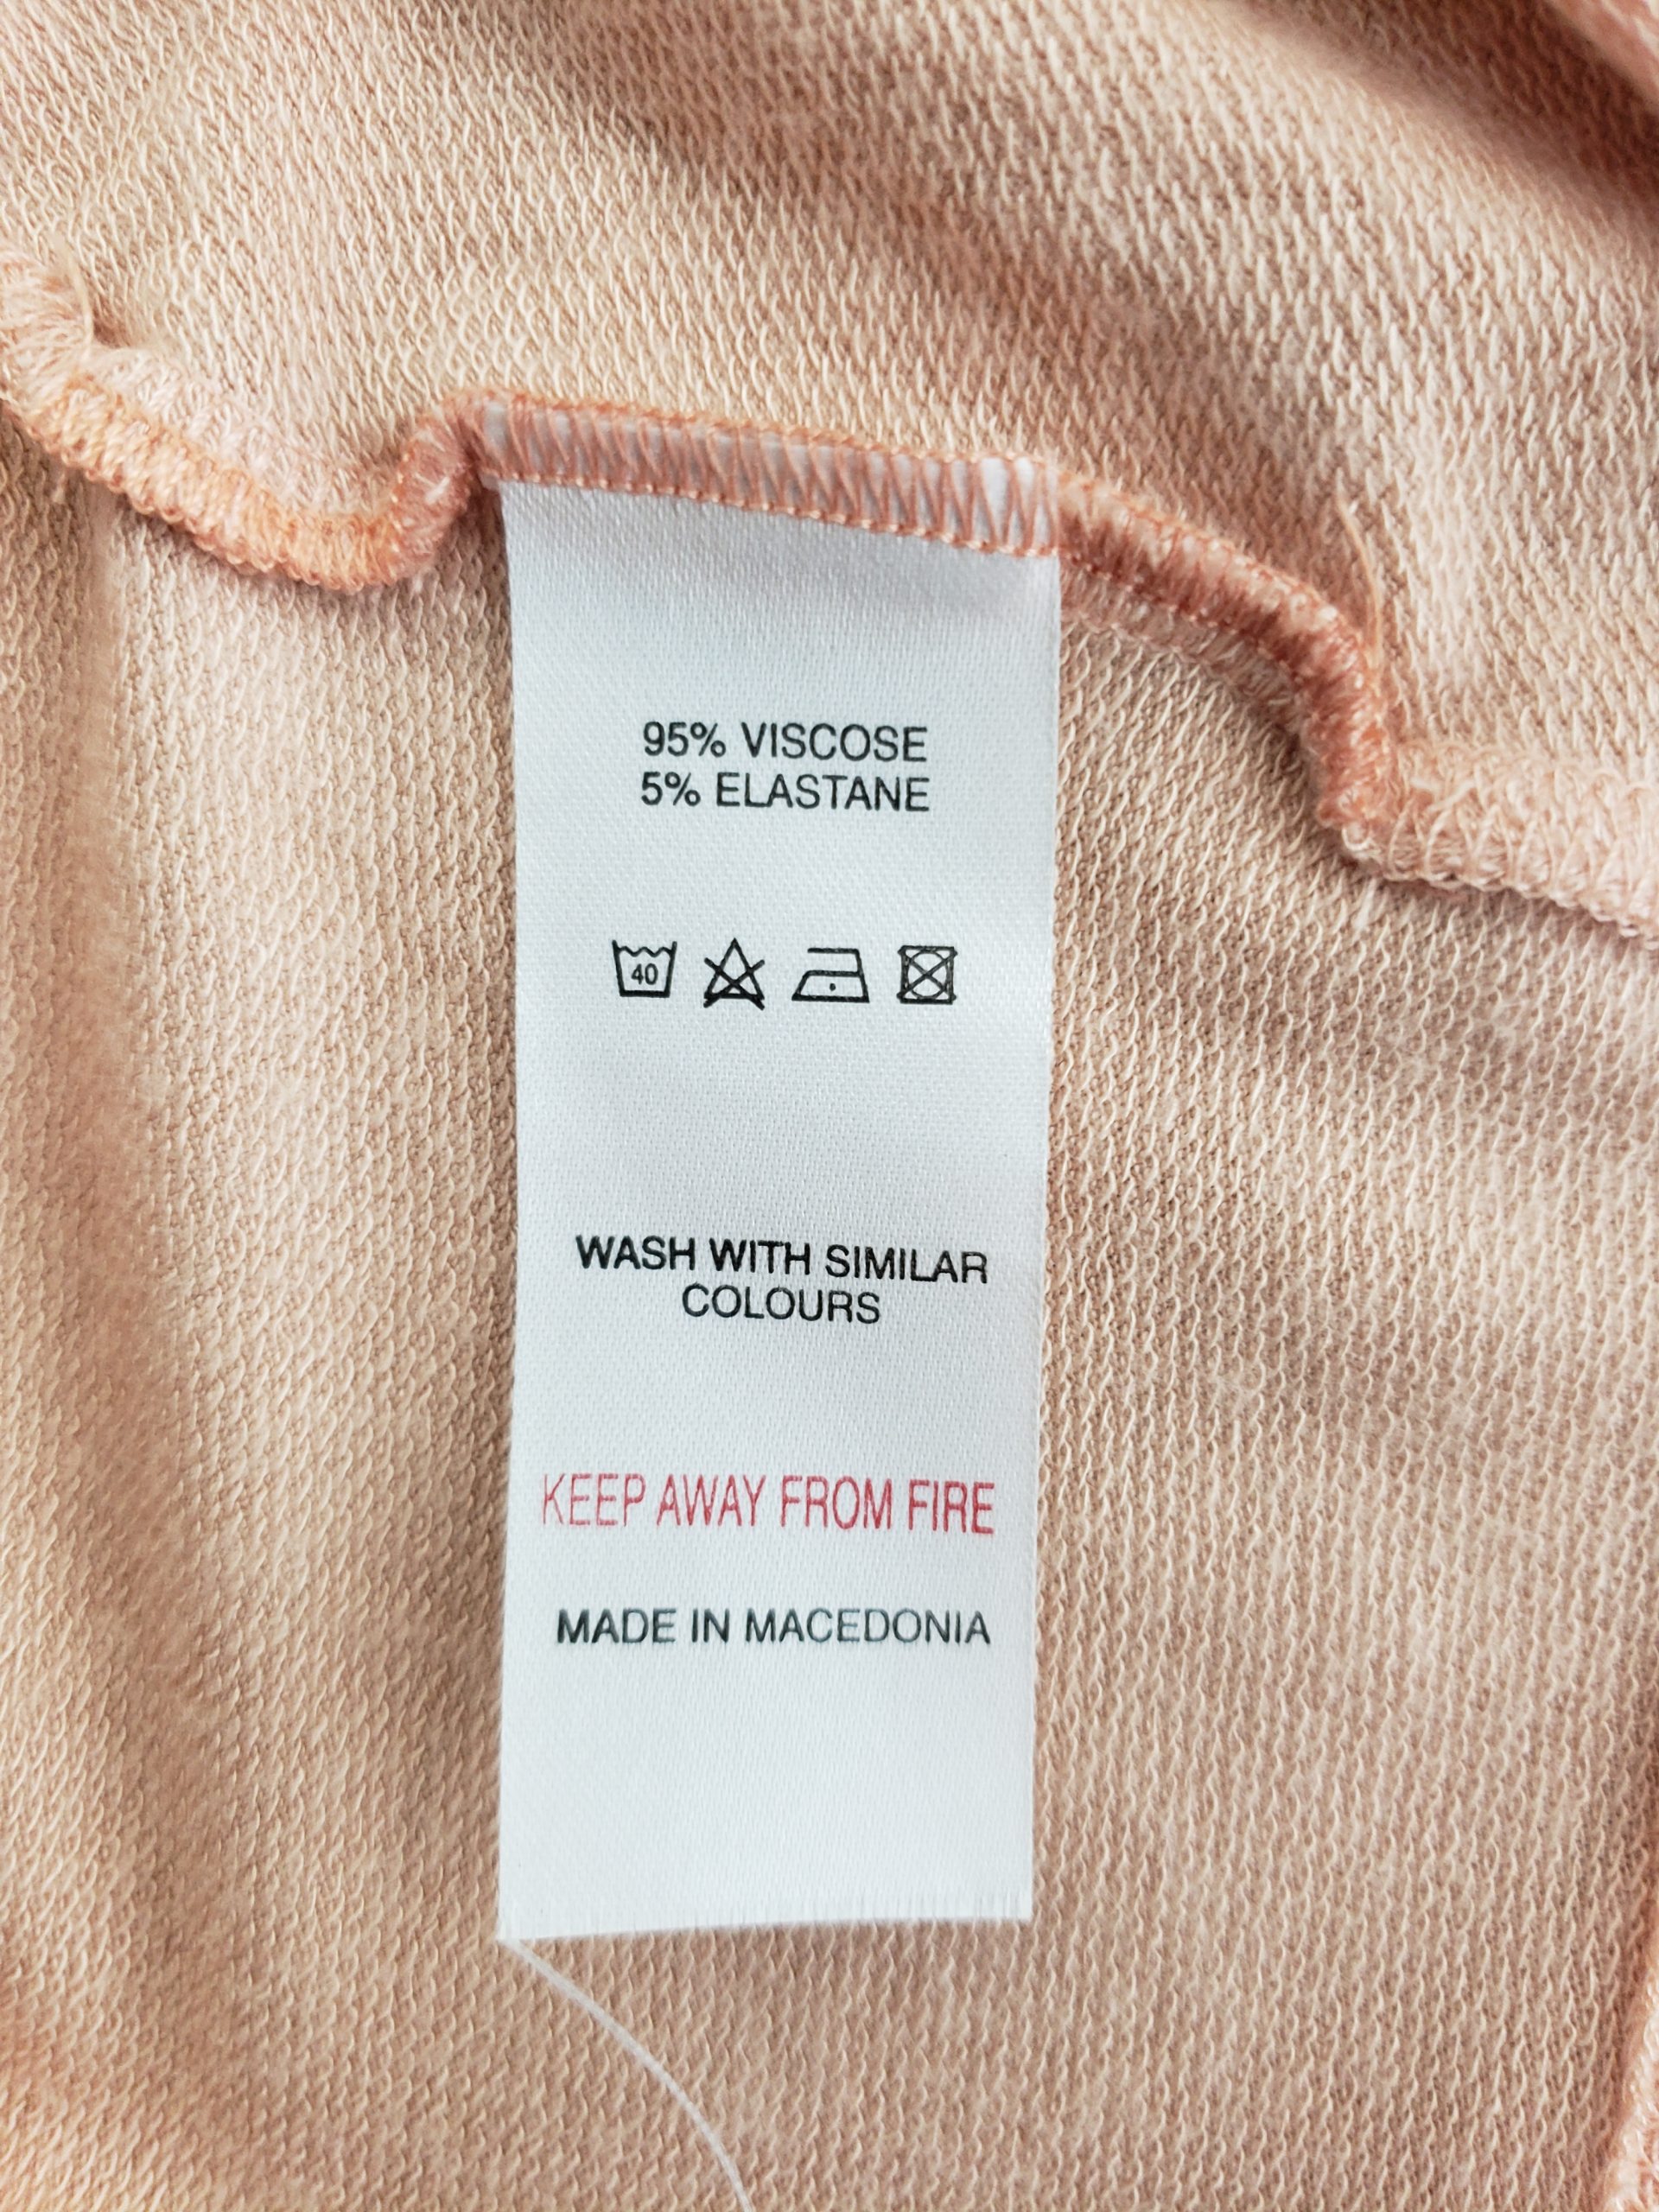 95% VISCOSE
5% ELASTANE
40
WASH WITH SIMILAR
COLOURS
KEEP AWAY FROM FIRE
MADE IN MACEDONIA